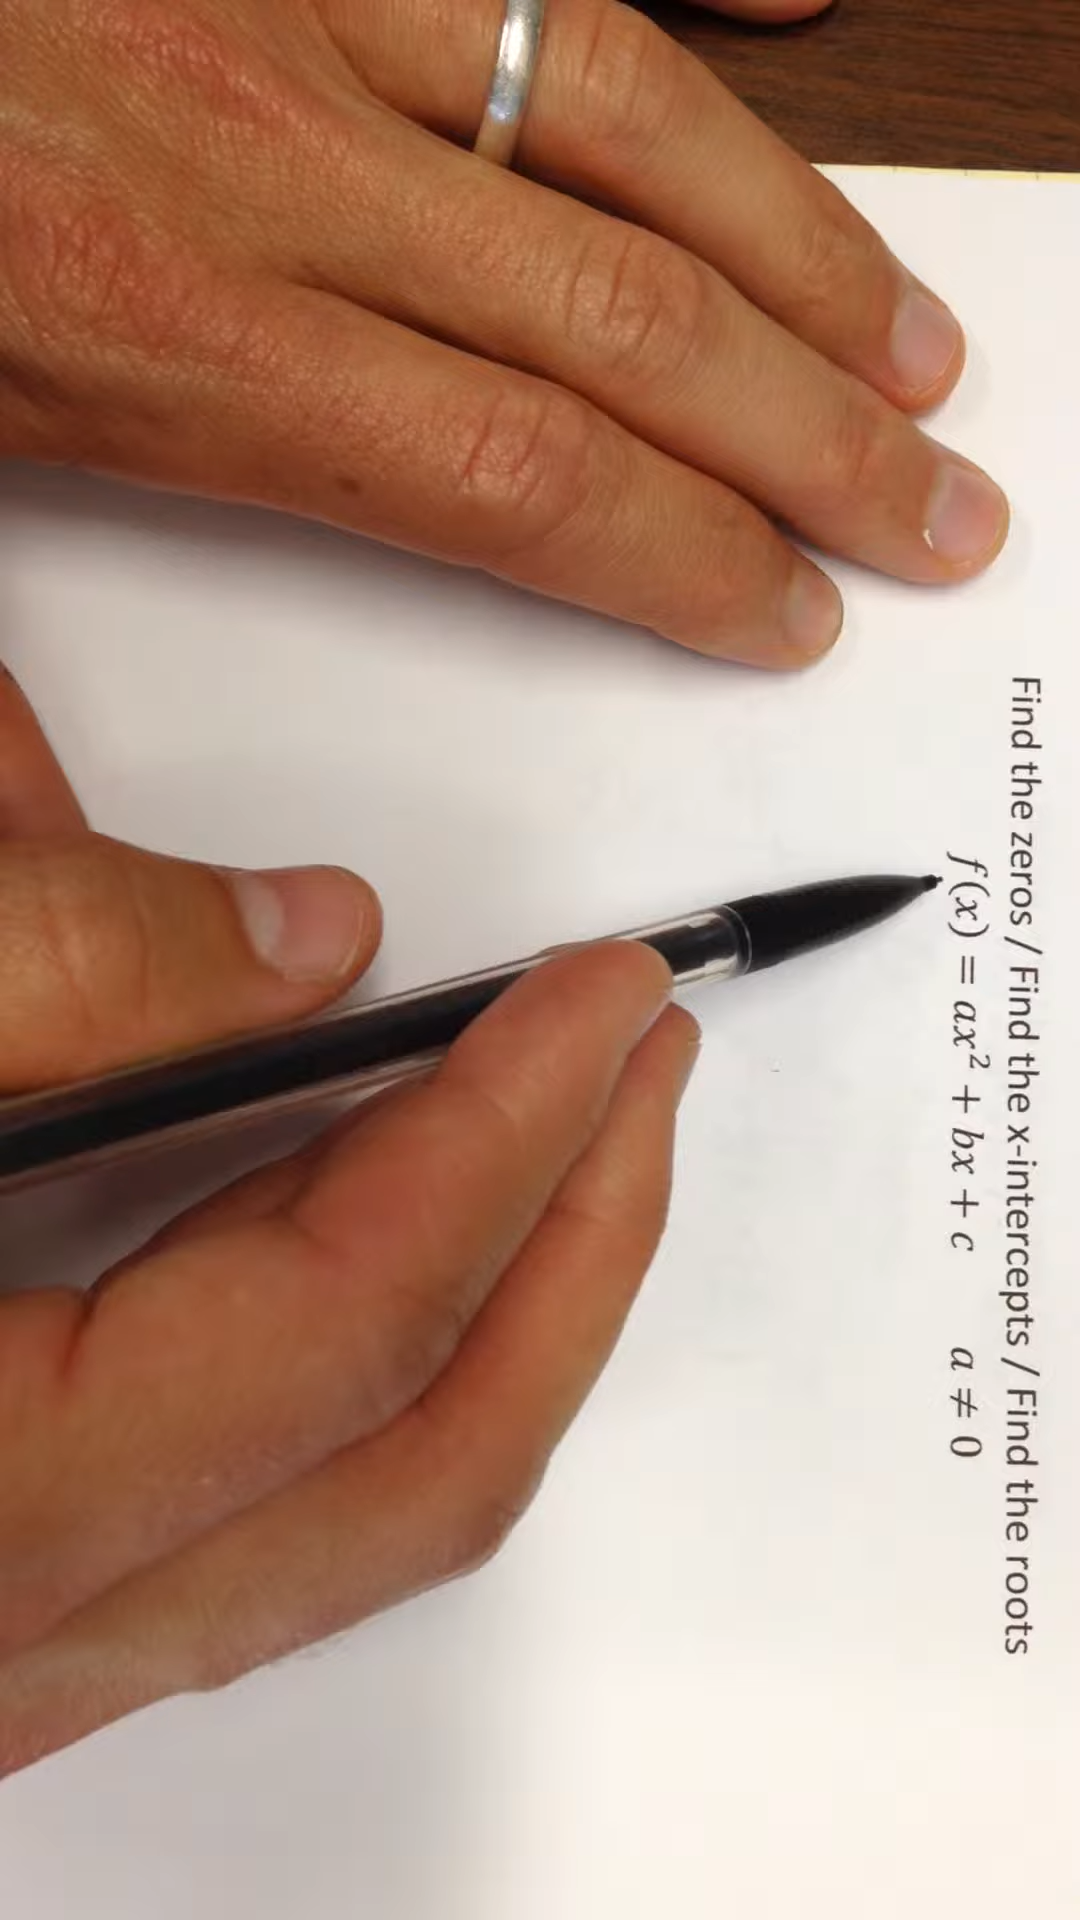 Find the zeros / Find the x-intercepts / Find the roots
f(x) = ax² + bx + c a ≠ 0